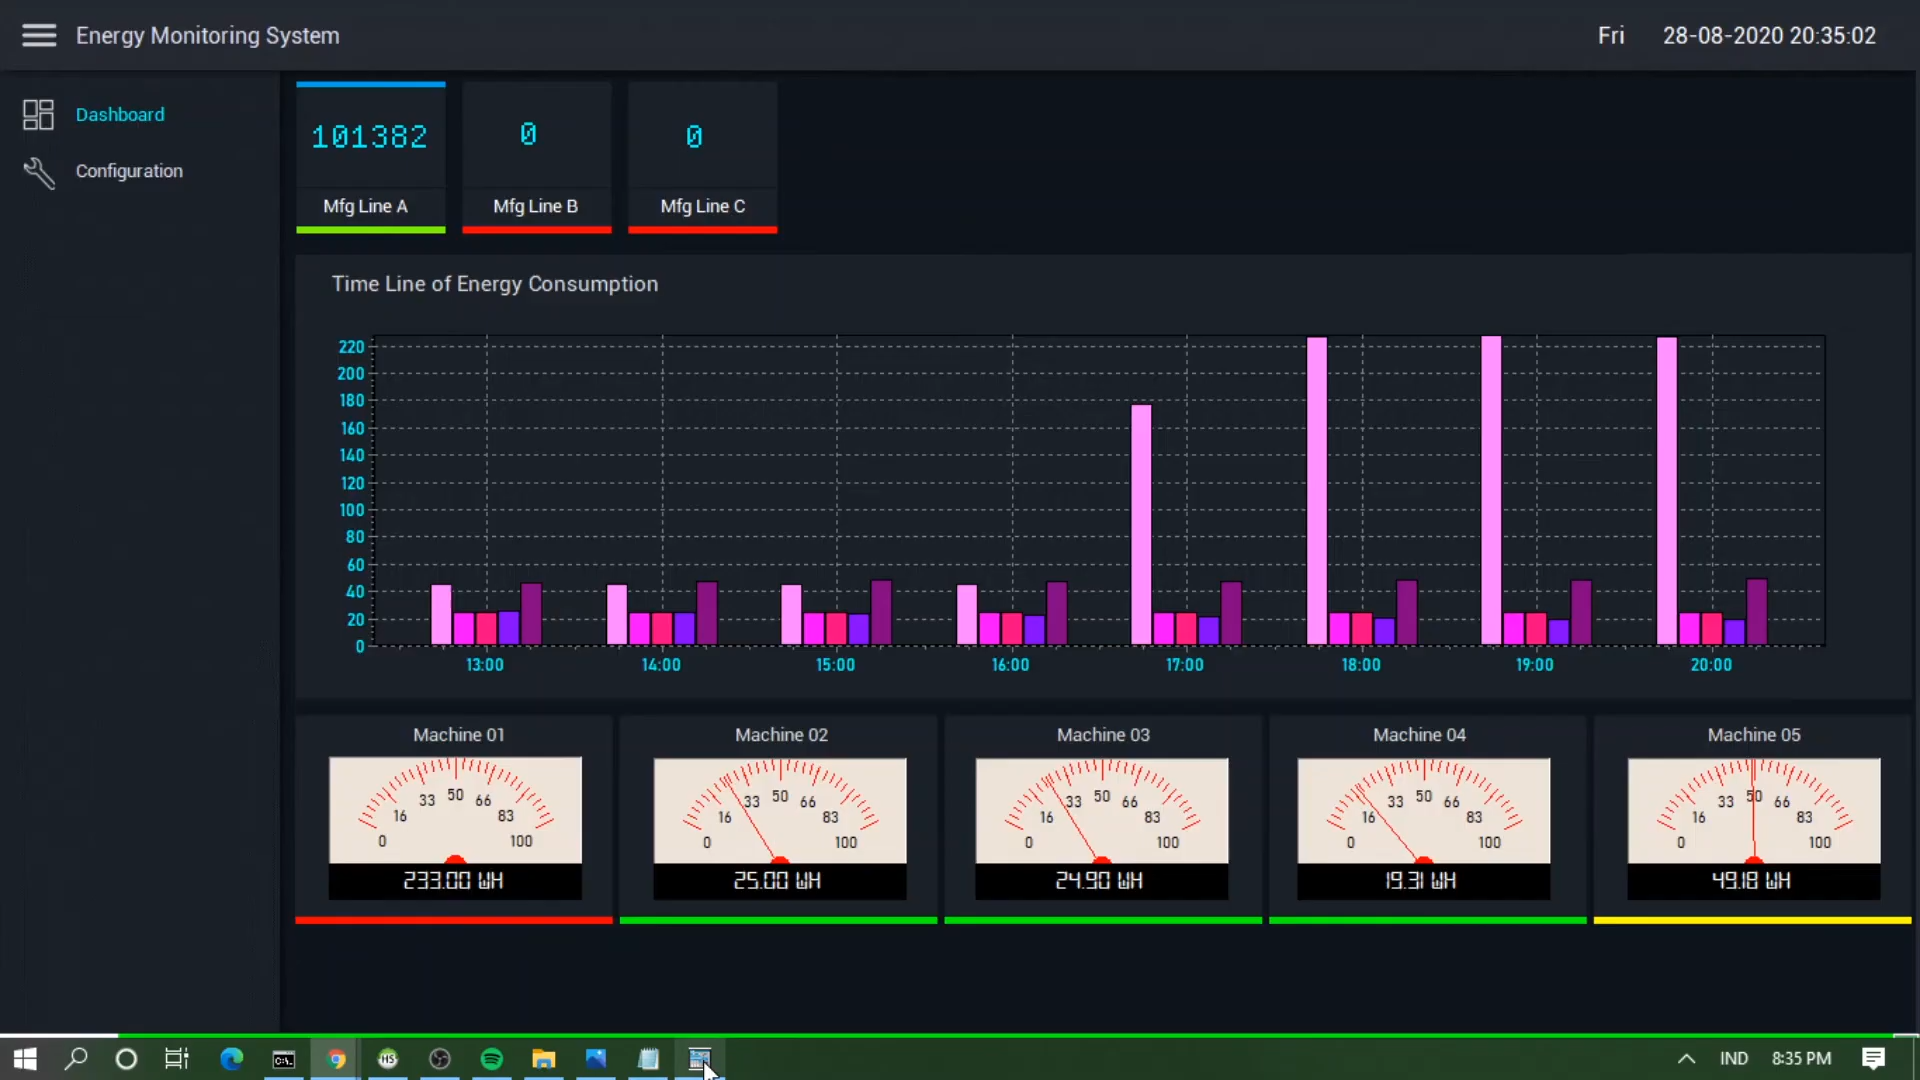 Energy Monitoring System
Fri 28-08-2020 20:35:02
Dashboard
Configuration
101382
Mfg Line A
0
Mfg Line B
0
Mfg Line C
Time Line of Energy Consumption
220
200
180
160
140
120
100
80
60
40
20
0
13:00 14:00 15:00 16:00 17:00 18:00 19:00 20:00
Machine 01
0 16 33 50 66 83 100
233.00 WH
Machine 02
0 16 33 50 66 83 100
25.00 WH
Machine 03
0 16 33 50 66 83 100
24.90 WH
Machine 04
0 16 33 50 66 83 100
19.31 WH
Machine 05
0 16 33 50 66 83 100
49.18 WH
HS
IND 8:35 PM